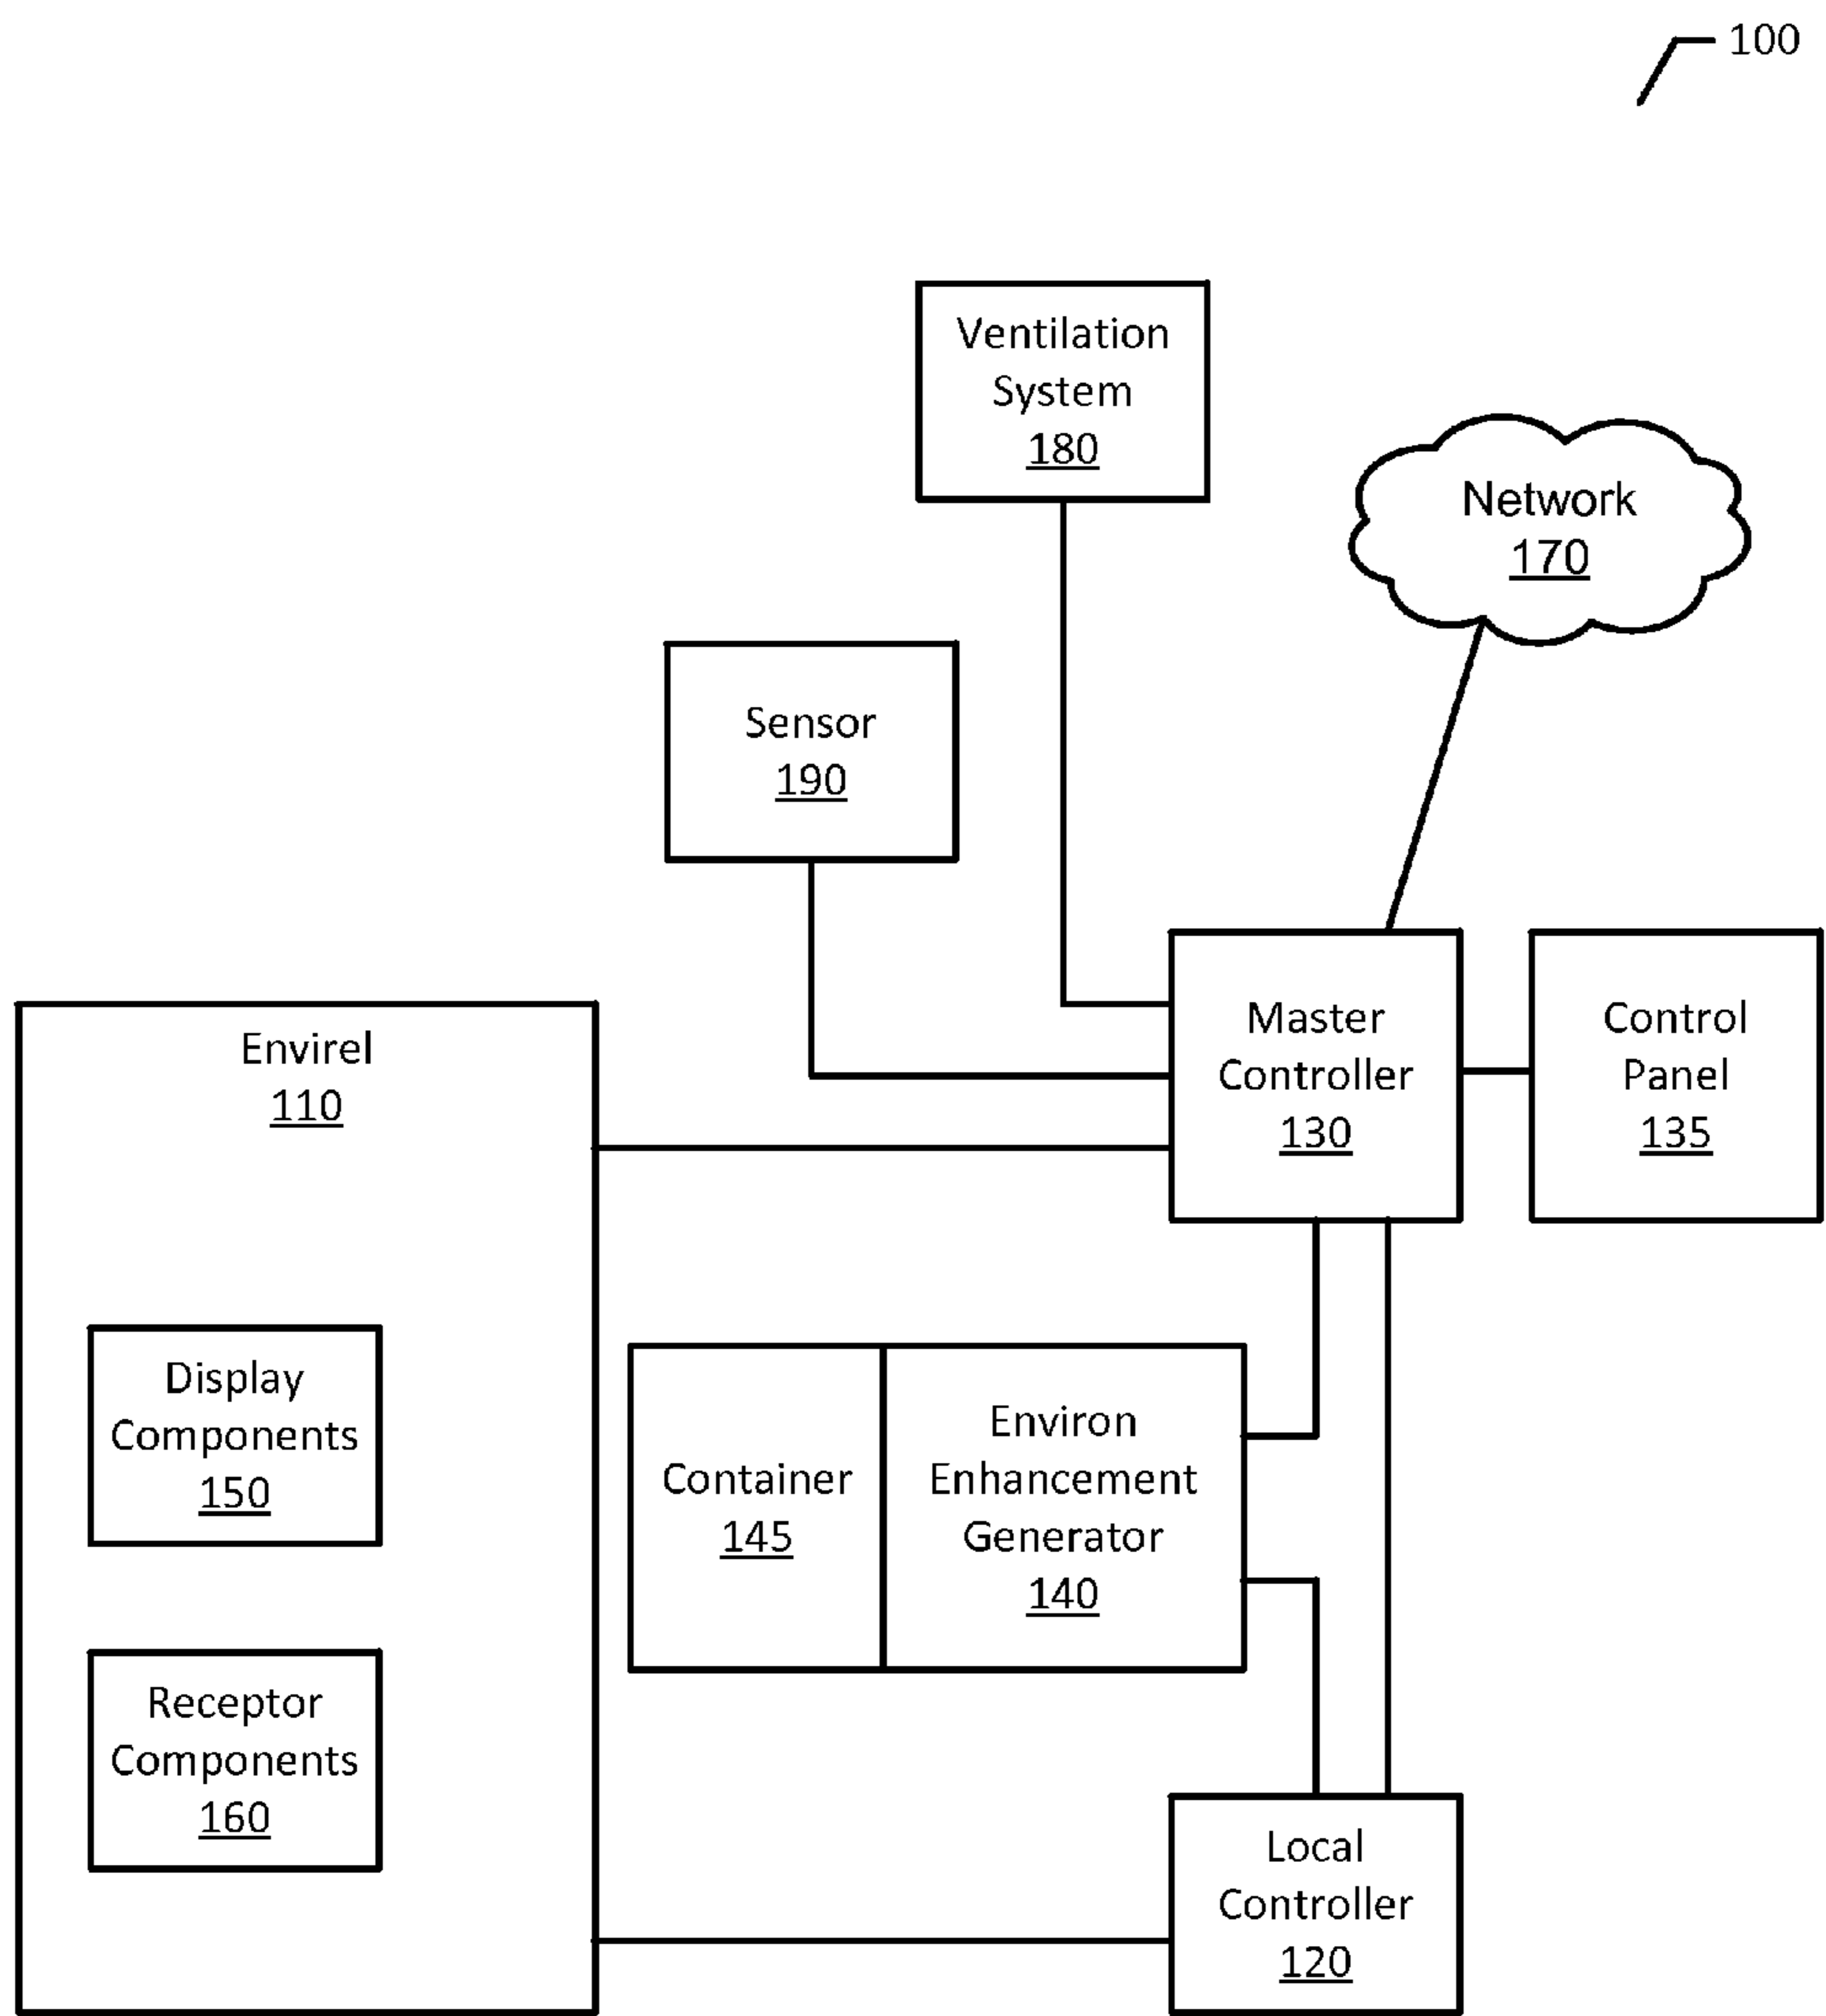 100
Ventilation
System
180
Network
170
Sensor
190
Master
Controller
130
Control
Panel
135
Envirel
110
Display
Components
150
Container
145
Environ
Enhancement
Generator
140
Receptor
Components
160
Local
Controller
120